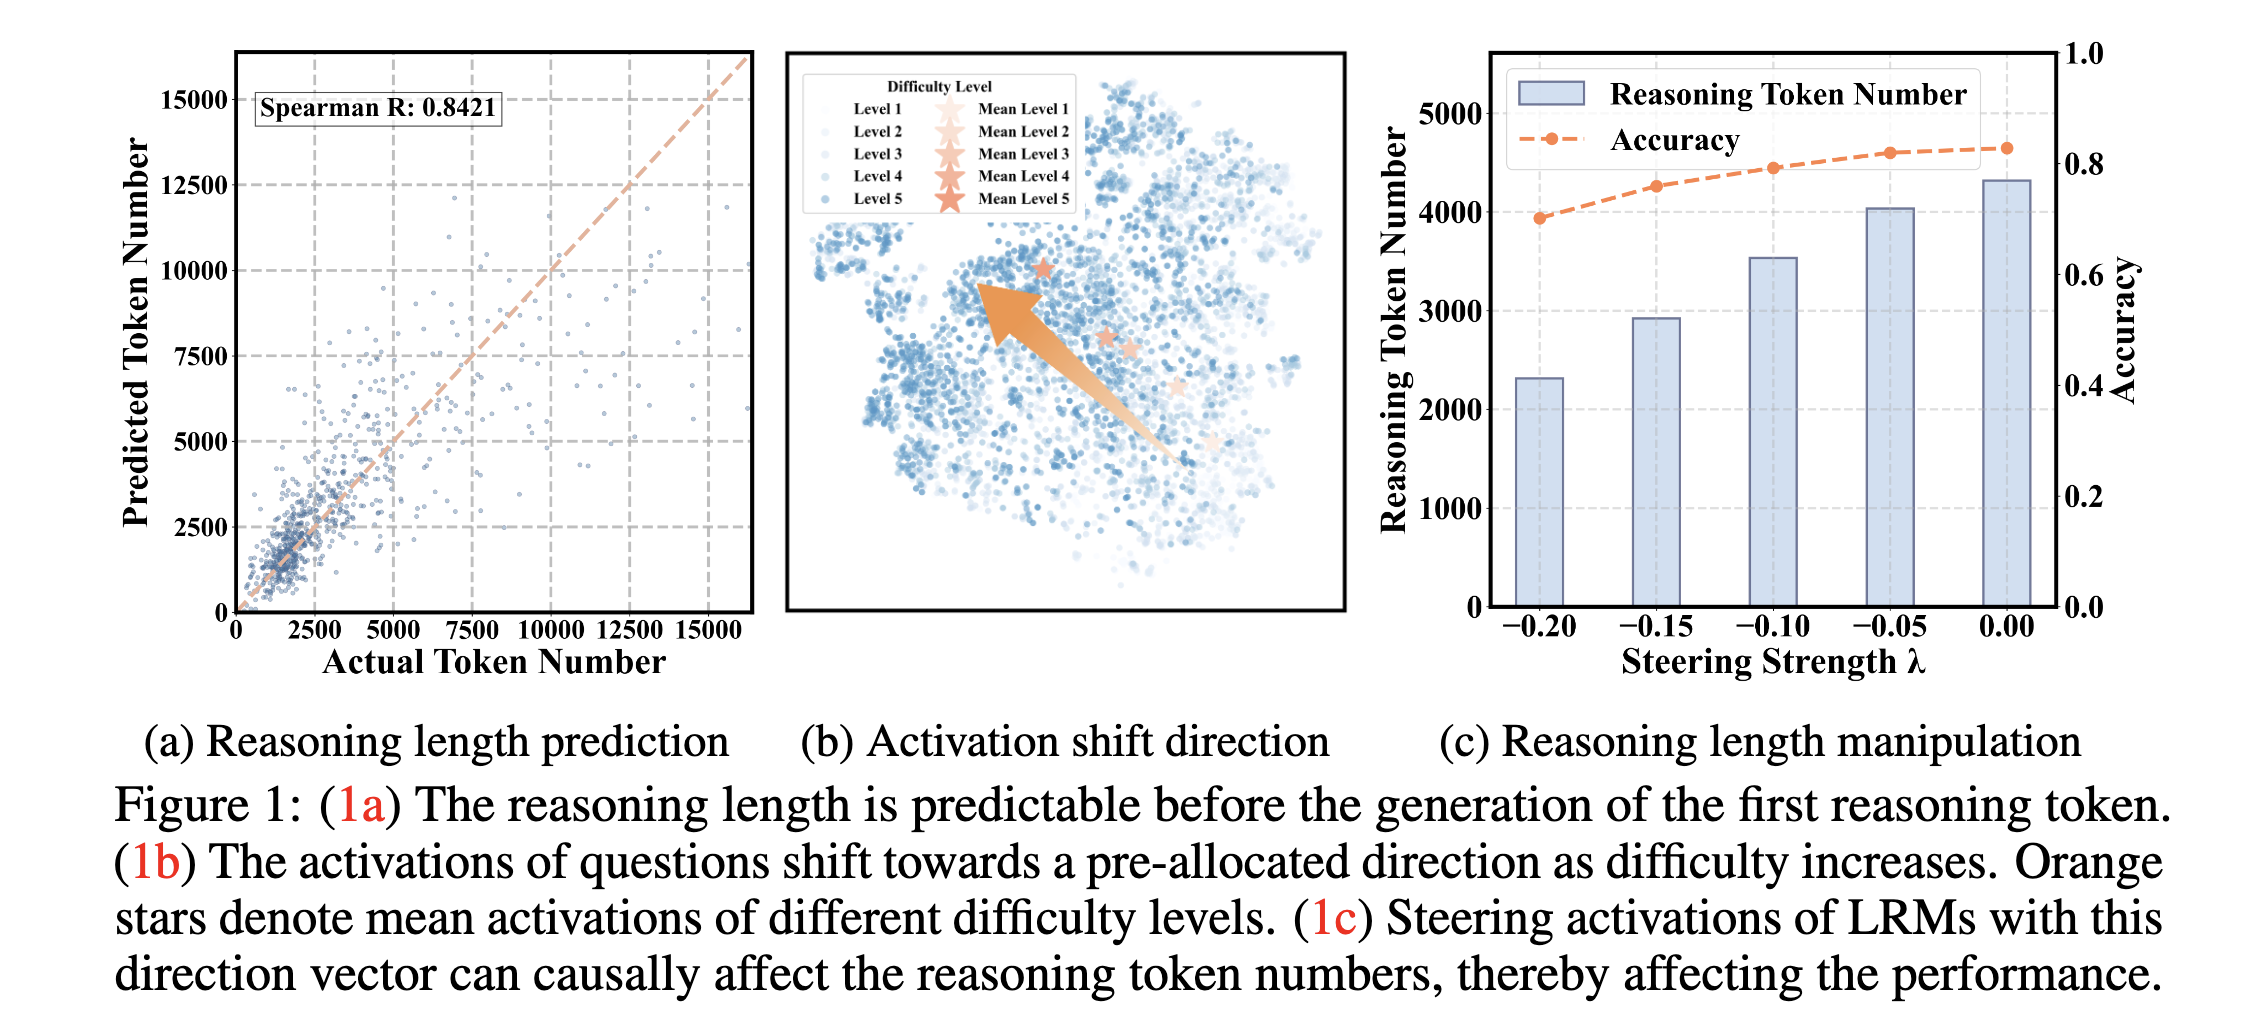 Predicted Token Number
15000
12500
10000
7500
5000
2500
0
Spearman R: 0.8421
0 2500 5000 7500 10000 12500 15000
Actual Token Number
(a) Reasoning length prediction
Difficulty Level
Level 1 Mean Level 1
Level 2 Mean Level 2
Level 3 Mean Level 3
Level 4 Mean Level 4
Level 5 Mean Level 5
(b) Activation shift direction
Reasoning Token Number
5000
4000
3000
2000
1000
0
Reasoning Token Number
Accuracy
1.0
0.8
0.6
0.4
0.2
0.0
Accuracy
−0.20 −0.15 −0.10 −0.05 0.00
Steering Strength λ
(c) Reasoning length manipulation
Figure 1: (1a) The reasoning length is predictable before the generation of the first reasoning token.
(1b) The activations of questions shift towards a pre-allocated direction as difficulty increases. Orange
stars denote mean activations of different difficulty levels. (1c) Steering activations of LRMs with this
direction vector can causally affect the reasoning token numbers, thereby affecting the performance.